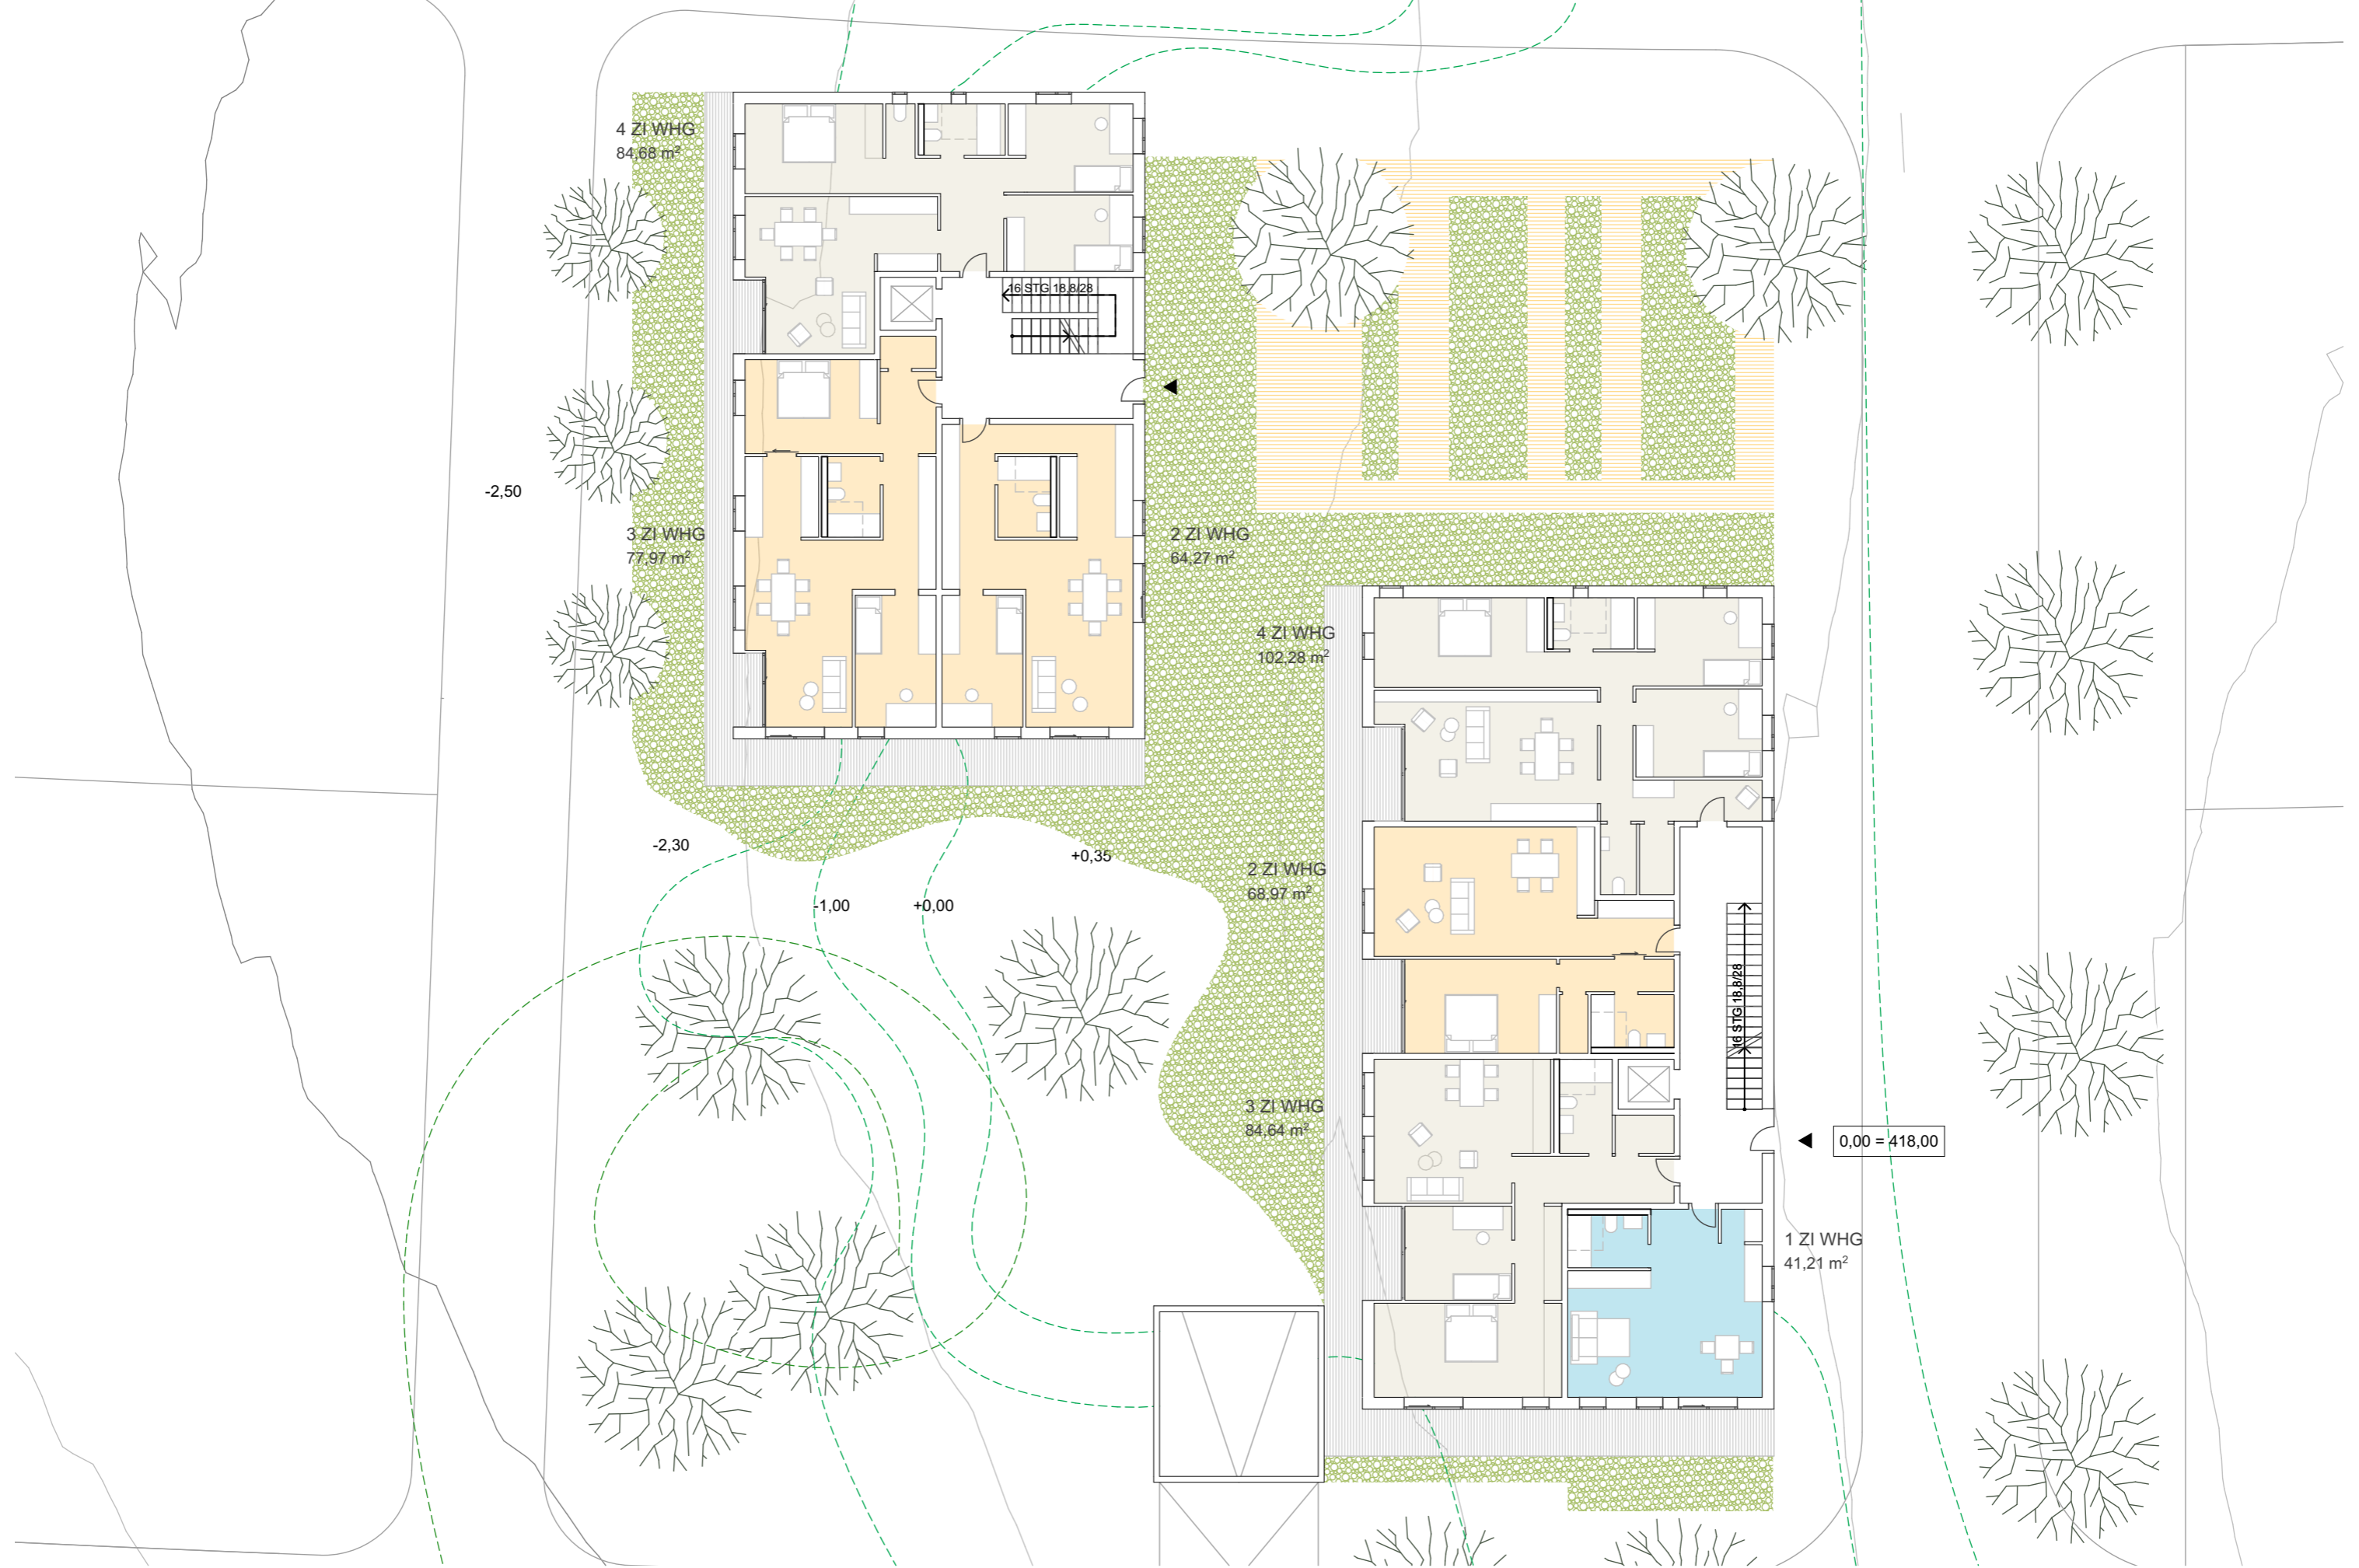 4 ZI WHG
84,68 m²
16 STG 18,8/28
-2,50
3 ZI WHG
77,97 m²
2 ZI WHG
64,27 m²
4 ZI WHG
102,28 m²
-2,30
+0,35
2 ZI WHG
68,97 m²
-1,00
+0,00
16 STG 18,8/28
3 ZI WHG
84,64 m²
0,00 = 418,00
1 ZI WHG
41,21 m²